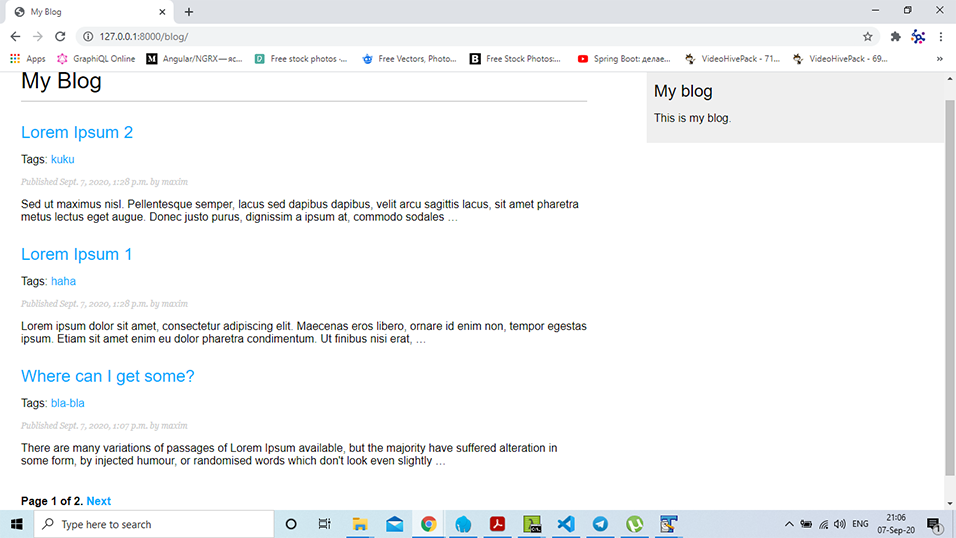 My Blog
127.0.0.1:8000/blog/
Apps GraphiQL Online Angular/NGRX — яс... Free stock photos ·... Free Vectors, Photo... Free Stock Photos:... Spring Boot: делае... VideoHivePack - 71... VideoHivePack - 69... »
My Blog
Lorem Ipsum 2
Tags: kuku
Published Sept. 7, 2020, 1:28 p.m. by maxim
Sed ut maximus nisl. Pellentesque semper, lacus sed dapibus dapibus, velit arcu sagittis lacus, sit amet pharetra
metus lectus eget augue. Donec justo purus, dignissim a ipsum at, commodo sodales …
Lorem Ipsum 1
Tags: haha
Published Sept. 7, 2020, 1:28 p.m. by maxim
Lorem ipsum dolor sit amet, consectetur adipiscing elit. Maecenas eros libero, ornare id enim non, tempor egestas
ipsum. Etiam sit amet enim eu dolor pharetra condimentum. Ut finibus nisi erat, …
Where can I get some?
Tags: bla-bla
Published Sept. 7, 2020, 1:07 p.m. by maxim
There are many variations of passages of Lorem Ipsum available, but the majority have suffered alteration in
some form, by injected humour, or randomised words which don't look even slightly …
Page 1 of 2. Next
My blog
This is my blog.
Type here to search
ENG
21:06
07-Sep-20
1